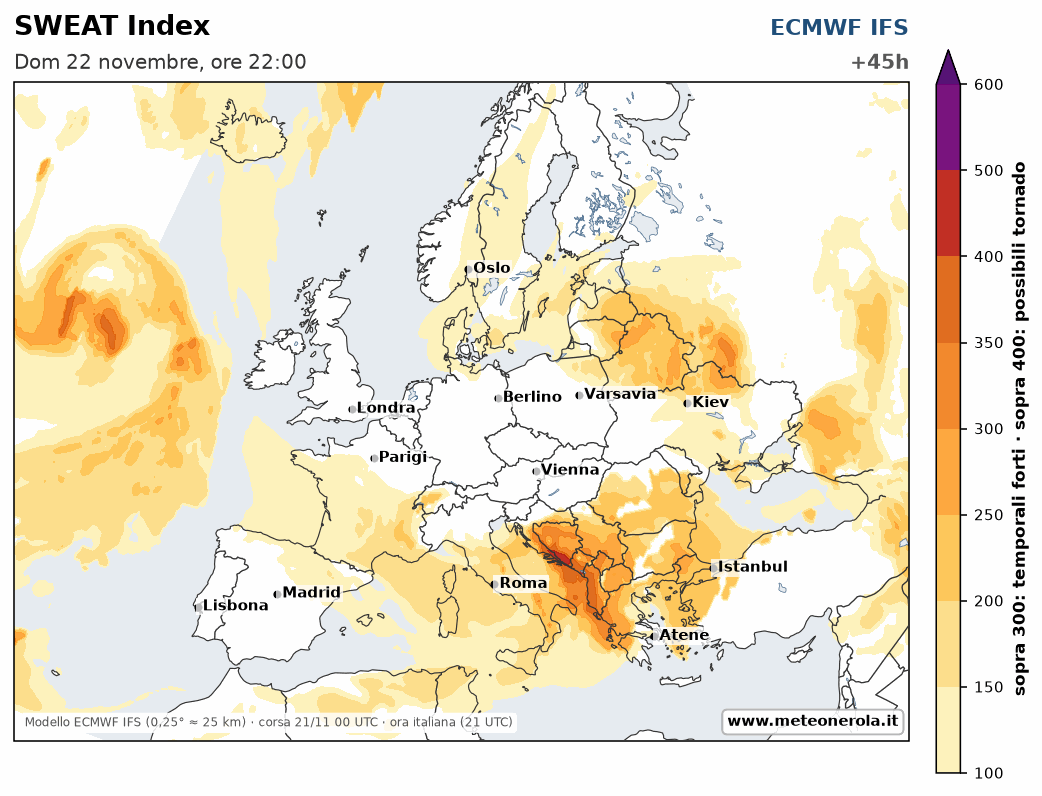 SWEAT Index
ECMWF IFS
Dom 22 novembre, ore 22:00
+45h
Oslo
Londra
Berlino
Varsavia
Kiev
Parigi
Vienna
Roma
Istanbul
Madrid
Lisbona
Atene
Modello ECMWF IFS (0,25° ≈ 25 km) · corsa 21/11 00 UTC · ora italiana (21 UTC)
www.meteonerola.it
600
500
400
350
300
250
200
150
100
sopra 300: temporali forti · sopra 400: possibili tornado